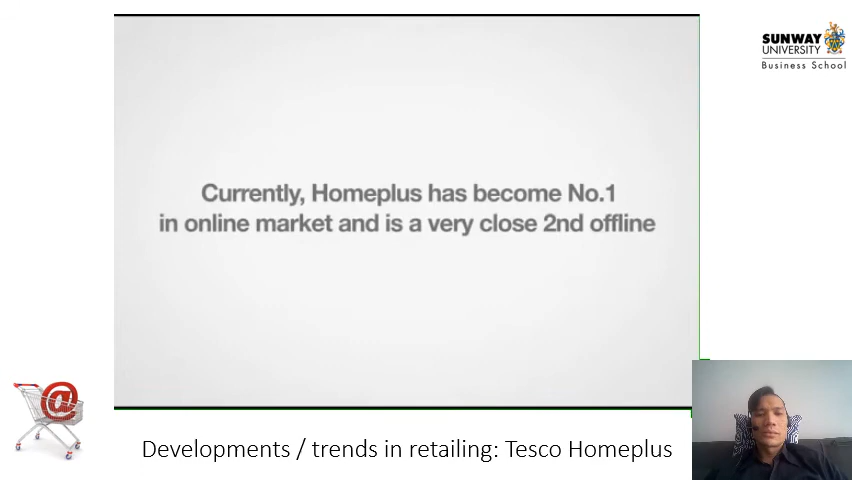 SUNWAY
UNIVERSITY
Business School
Currently, Homeplus has become No.1
in online market and is a very close 2nd offline
@
Developments / trends in retailing: Tesco Homeplus